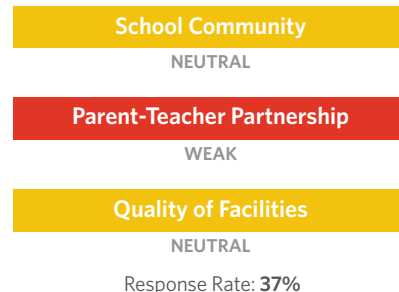 School Community
NEUTRAL
Parent-Teacher Partnership
WEAK
Quality of Facilities
NEUTRAL
Response Rate: 37%